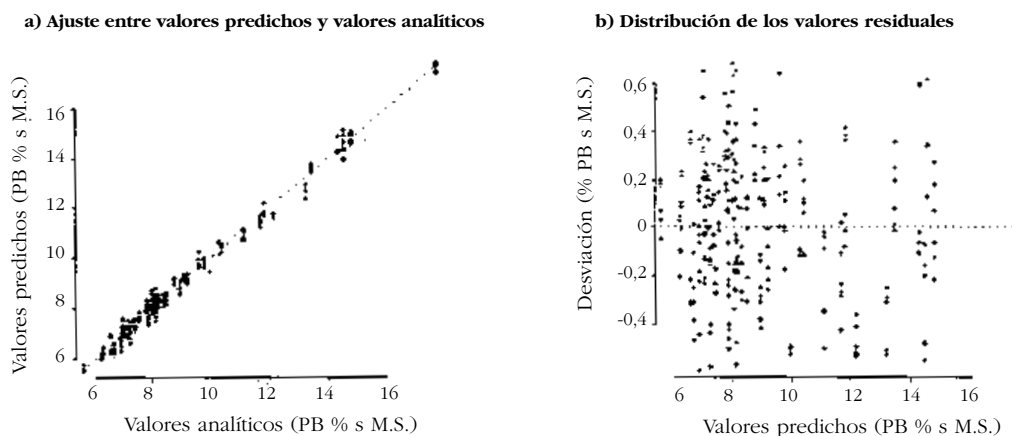 a) Ajuste entre valores predichos y valores analíticos
Valores predichos (PB % s M.S.)
16
14
12
10
8
6
6 8 10 12 14 16
Valores analíticos (PB % s M.S.)
b) Distribución de los valores residuales
Desviación (% PB s M.S.)
0,6
0,4
0,2
0
-0,2
-0,4
6 8 10 12 14 16
Valores predichos (PB % s M.S.)